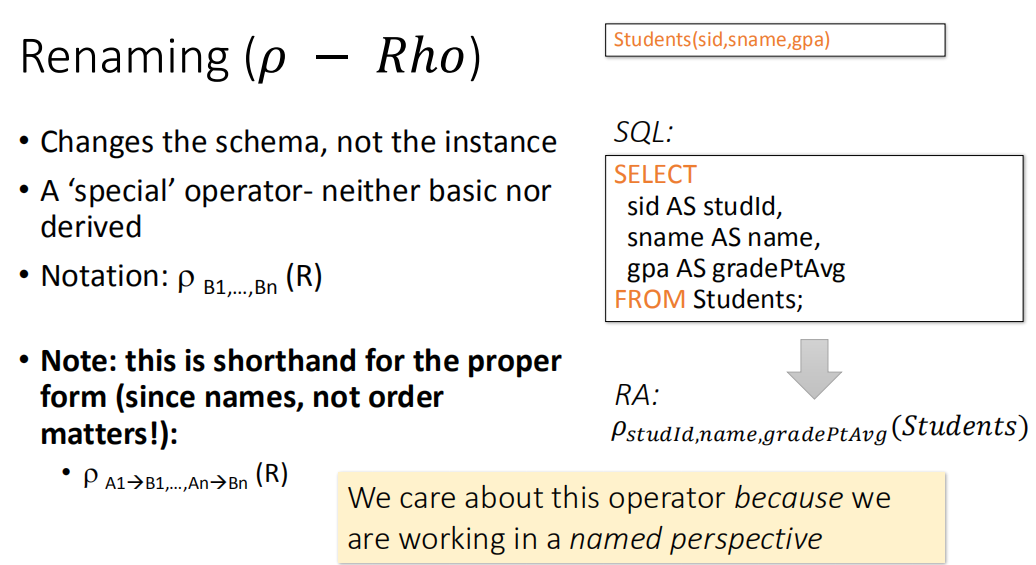 Renaming (ρ − Rho)
• Changes the schema, not the instance
• A ‘special’ operator- neither basic nor
derived
• Notation: ρ B1,…,Bn (R)
• Note: this is shorthand for the proper
form (since names, not order
matters!):
• ρ A1→B1,…,An→Bn (R)
Students(sid,sname,gpa)
SQL:
SELECT
sid AS studId,
sname AS name,
gpa AS gradePtAvg
FROM Students;
RA:
ρstudId,name,gradePtAvg(Students)
We care about this operator because we
are working in a named perspective